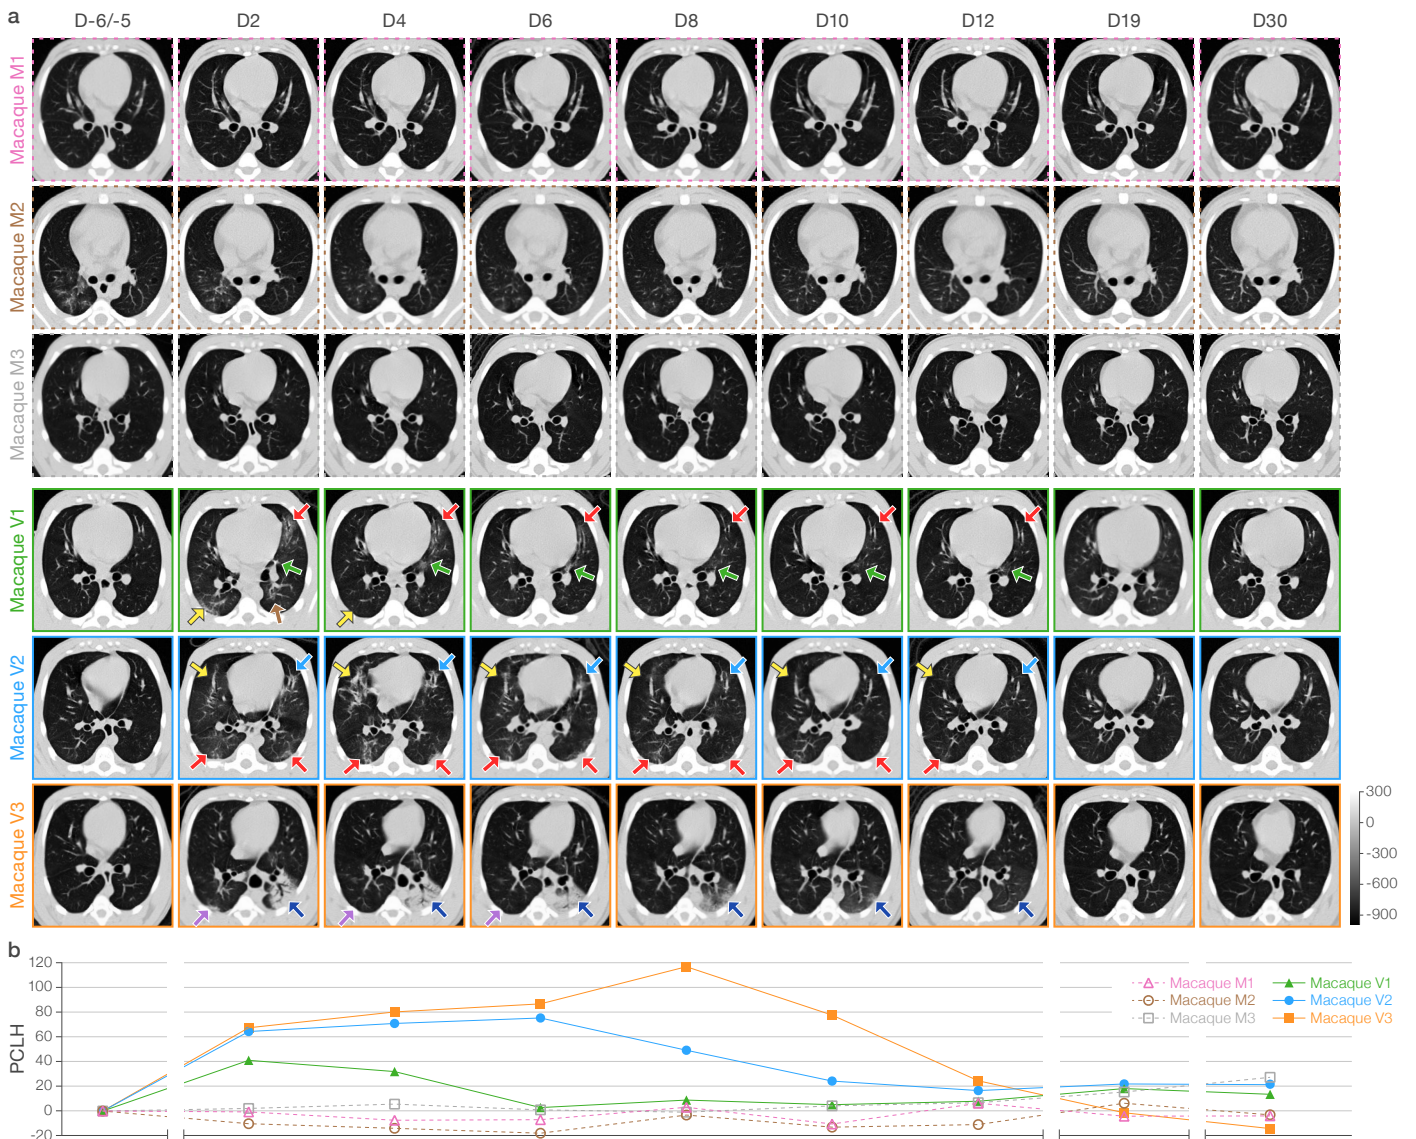 a
D-6/-5 D2 D4 D6 D8 D10 D12 D19 D30
Macaque M1
Macaque M2
Macaque M3
Macaque V1
Macaque V2
Macaque V3
300
0
-300
-600
-900
b
PCLH
120
100
80
60
40
20
0
-20
Macaque M1 Macaque V1
Macaque M2 Macaque V2
Macaque M3 Macaque V3